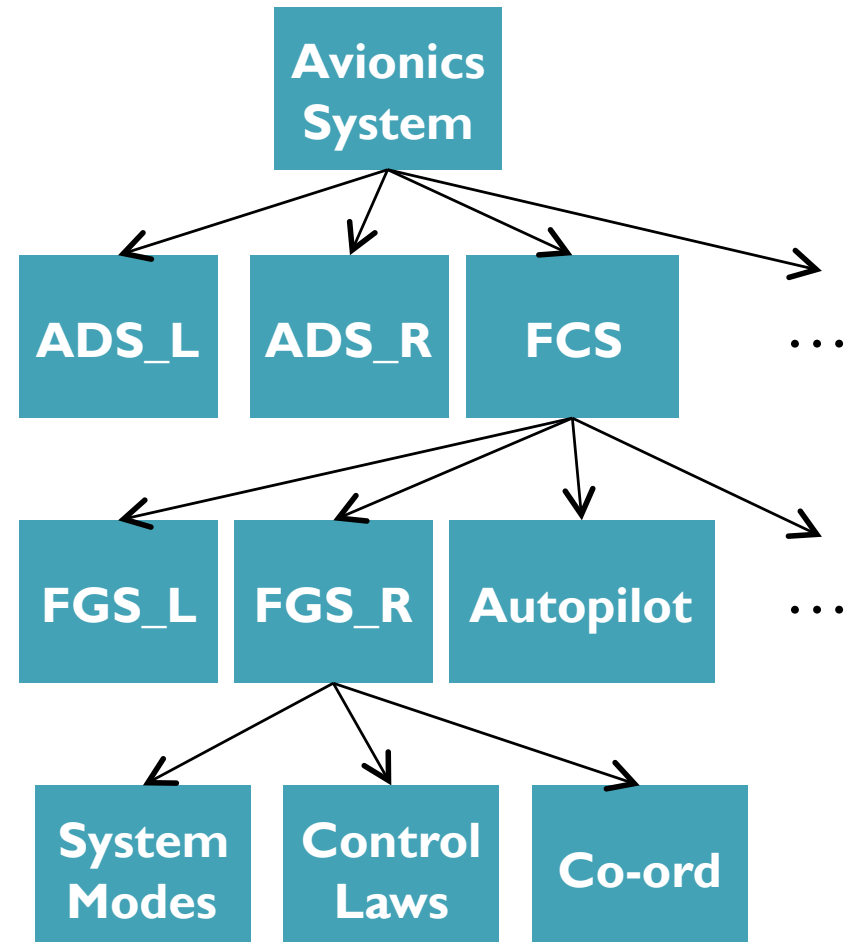 Avionics
System
ADS_L
ADS_R
FCS
...
FGS_L
FGS_R
Autopilot
...
System
Modes
Control
Laws
Co-ord